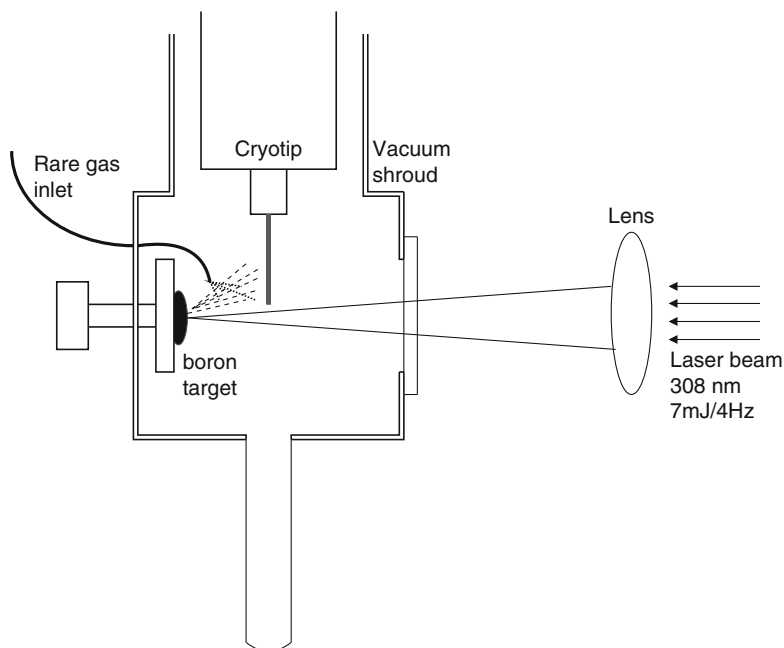 Cryotip
Vacuum
shroud
Rare gas
inlet
Lens
boron
target
Laser beam
308 nm
7mJ/4Hz